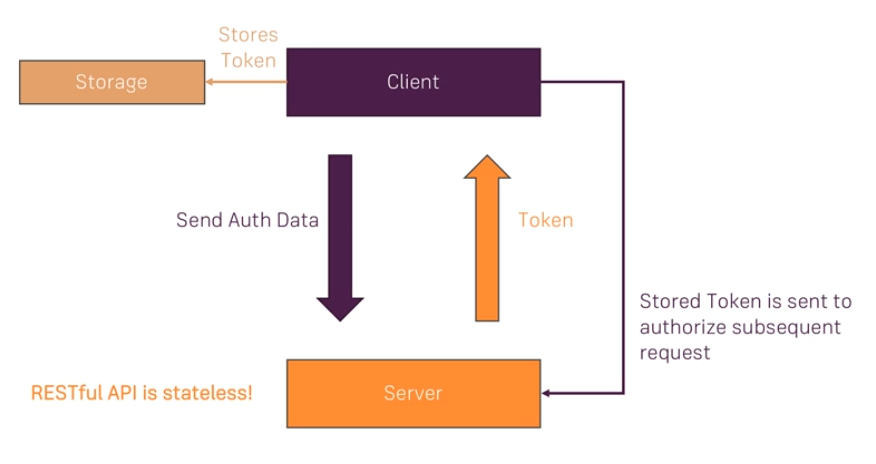 Stores
Token
Storage
Client
Send Auth Data
Token
Stored Token is sent to
authorize subsequent
request
RESTful API is stateless!
Server